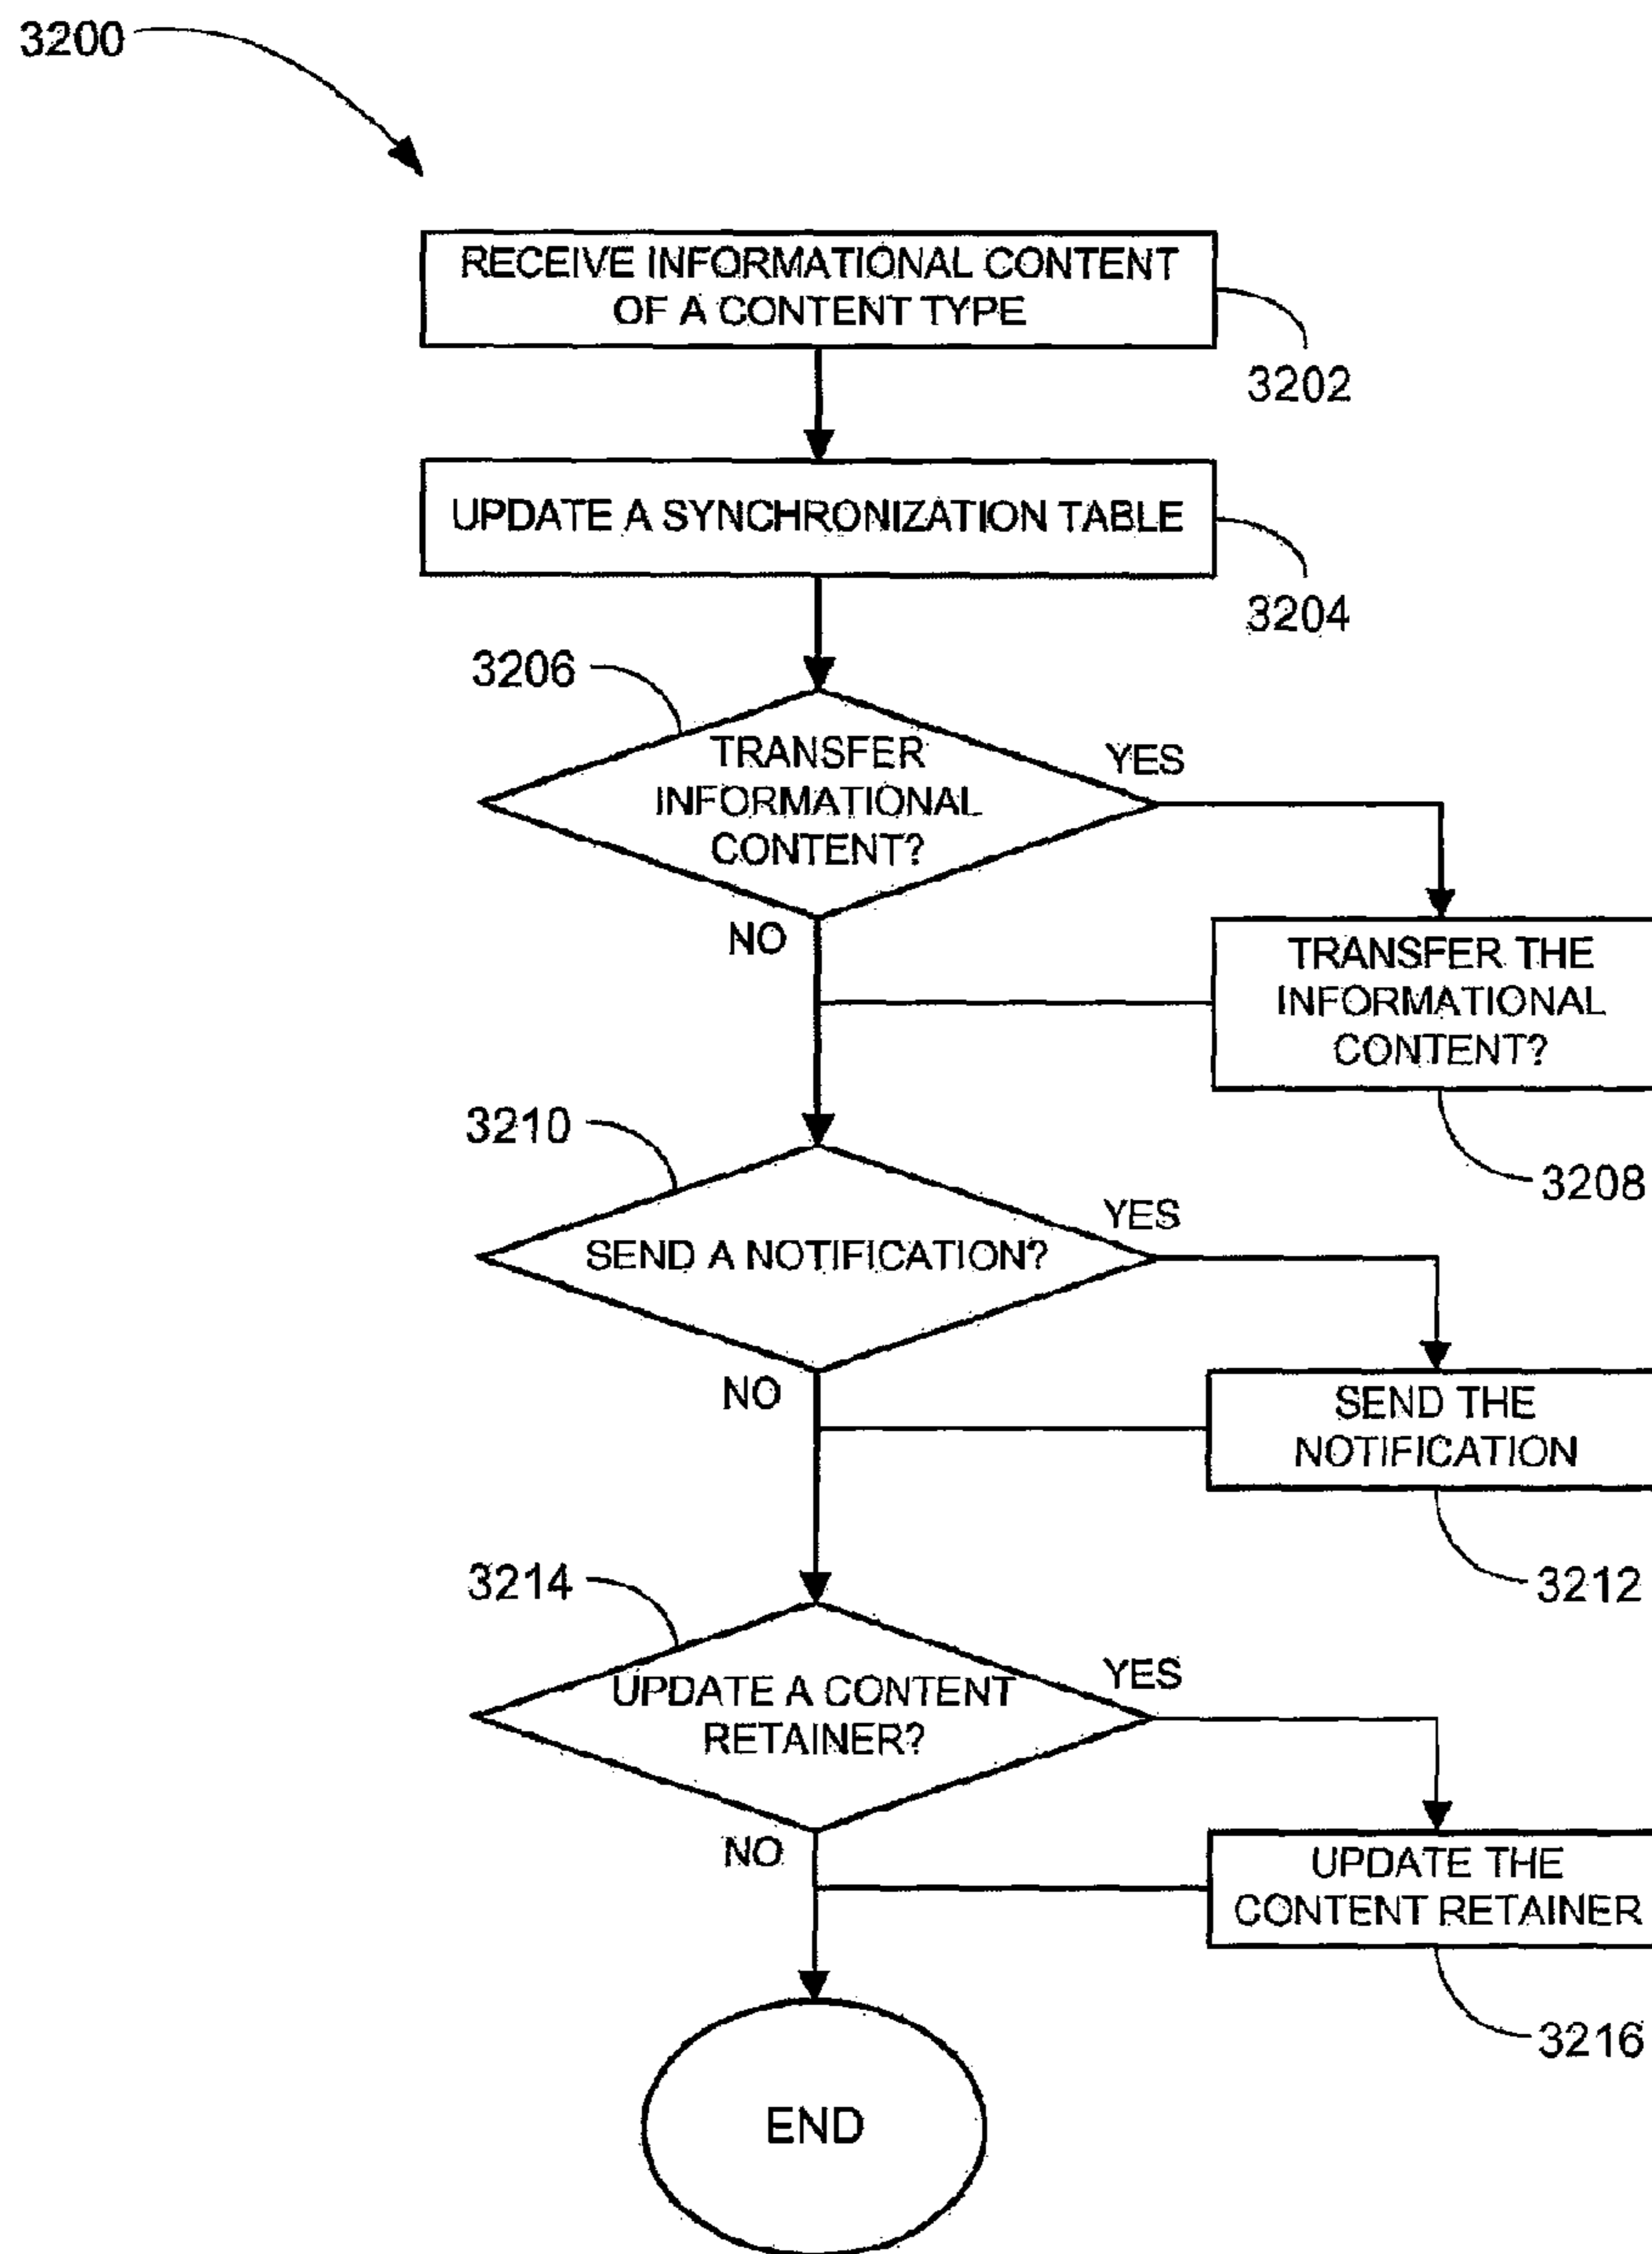 3200
RECEIVE INFORMATIONAL CONTENT
OF A CONTENT TYPE
3202
UPDATE A SYNCHRONIZATION TABLE
3204
3206
TRANSFER
INFORMATIONAL
CONTENT?
YES
NO
TRANSFER THE
INFORMATIONAL
CONTENT?
3208
3210
SEND A NOTIFICATION?
YES
NO
SEND THE
NOTIFICATION
3212
3214
UPDATE A CONTENT
RETAINER?
YES
NO
UPDATE THE
CONTENT RETAINER
3216
END